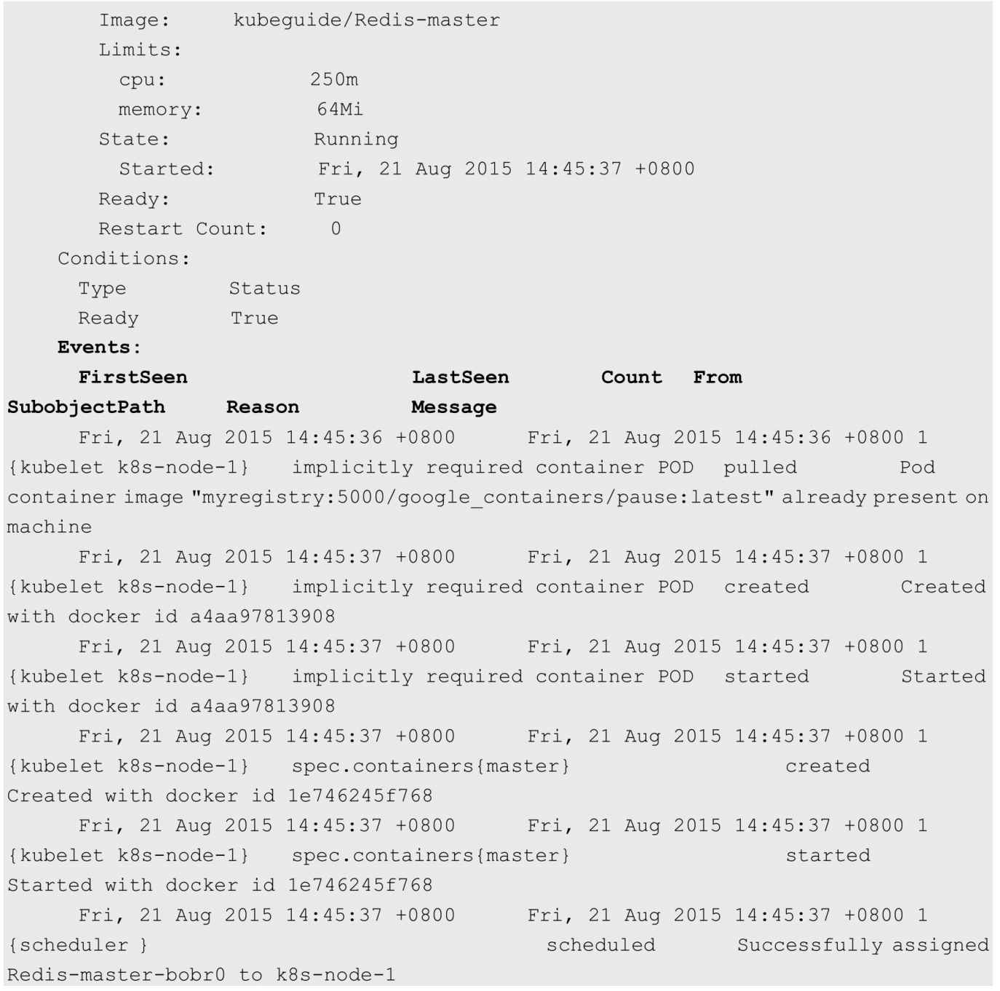 Image: kubeguide/Redis-master
Limits:
cpu: 250m
memory: 64Mi
State: Running
Started: Fri, 21 Aug 2015 14:45:37 +0800
Ready: True
Restart Count: 0
Conditions:
Type Status
Ready True
Events:
FirstSeen LastSeen Count From
SubobjectPath Reason Message
Fri, 21 Aug 2015 14:45:36 +0800 Fri, 21 Aug 2015 14:45:36 +0800 1
{kubelet k8s-node-1} implicitly required container POD pulled Pod
container image "myregistry:5000/google_containers/pause:latest" already present on
machine
Fri, 21 Aug 2015 14:45:37 +0800 Fri, 21 Aug 2015 14:45:37 +0800 1
{kubelet k8s-node-1} implicitly required container POD created Created
with docker id a4aa97813908
Fri, 21 Aug 2015 14:45:37 +0800 Fri, 21 Aug 2015 14:45:37 +0800 1
{kubelet k8s-node-1} implicitly required container POD started Started
with docker id a4aa97813908
Fri, 21 Aug 2015 14:45:37 +0800 Fri, 21 Aug 2015 14:45:37 +0800 1
{kubelet k8s-node-1} spec.containers{master} created
Created with docker id 1e746245f768
Fri, 21 Aug 2015 14:45:37 +0800 Fri, 21 Aug 2015 14:45:37 +0800 1
{kubelet k8s-node-1} spec.containers{master} started
Started with docker id 1e746245f768
Fri, 21 Aug 2015 14:45:37 +0800 Fri, 21 Aug 2015 14:45:37 +0800 1
{scheduler } scheduled Successfully assigned
Redis-master-bobr0 to k8s-node-1